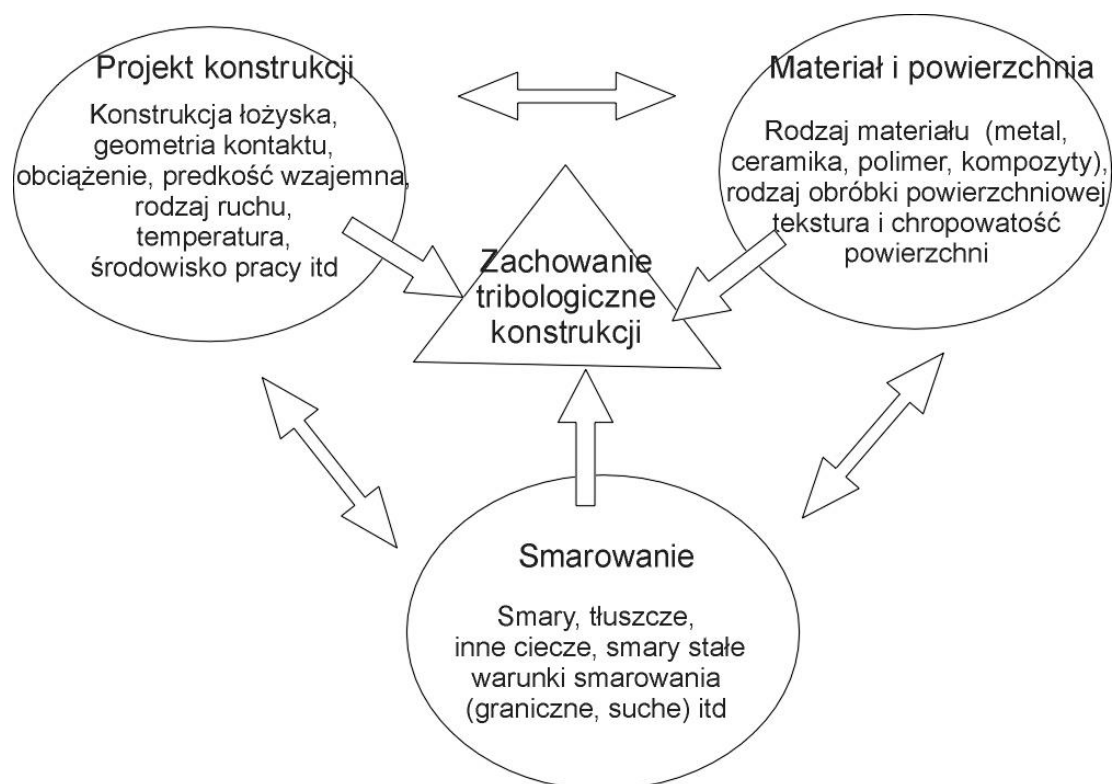 Projekt konstrukcji
Konstrukcja łożyska,
geometria kontaktu,
obciążenie, predkość wzajemna,
rodzaj ruchu,
temperatura,
środowisko pracy itd
Materiał i powierzchnia
Rodzaj materiału (metal,
ceramika, polimer, kompozyty),
rodzaj obróbki powierzchniowej
tekstura i chropowatość
powierzchni
Zachowanie
tribologiczne
konstrukcji
Smarowanie
Smary, tłuszcze,
inne ciecze, smary stałe
warunki smarowania
(graniczne, suche) itd